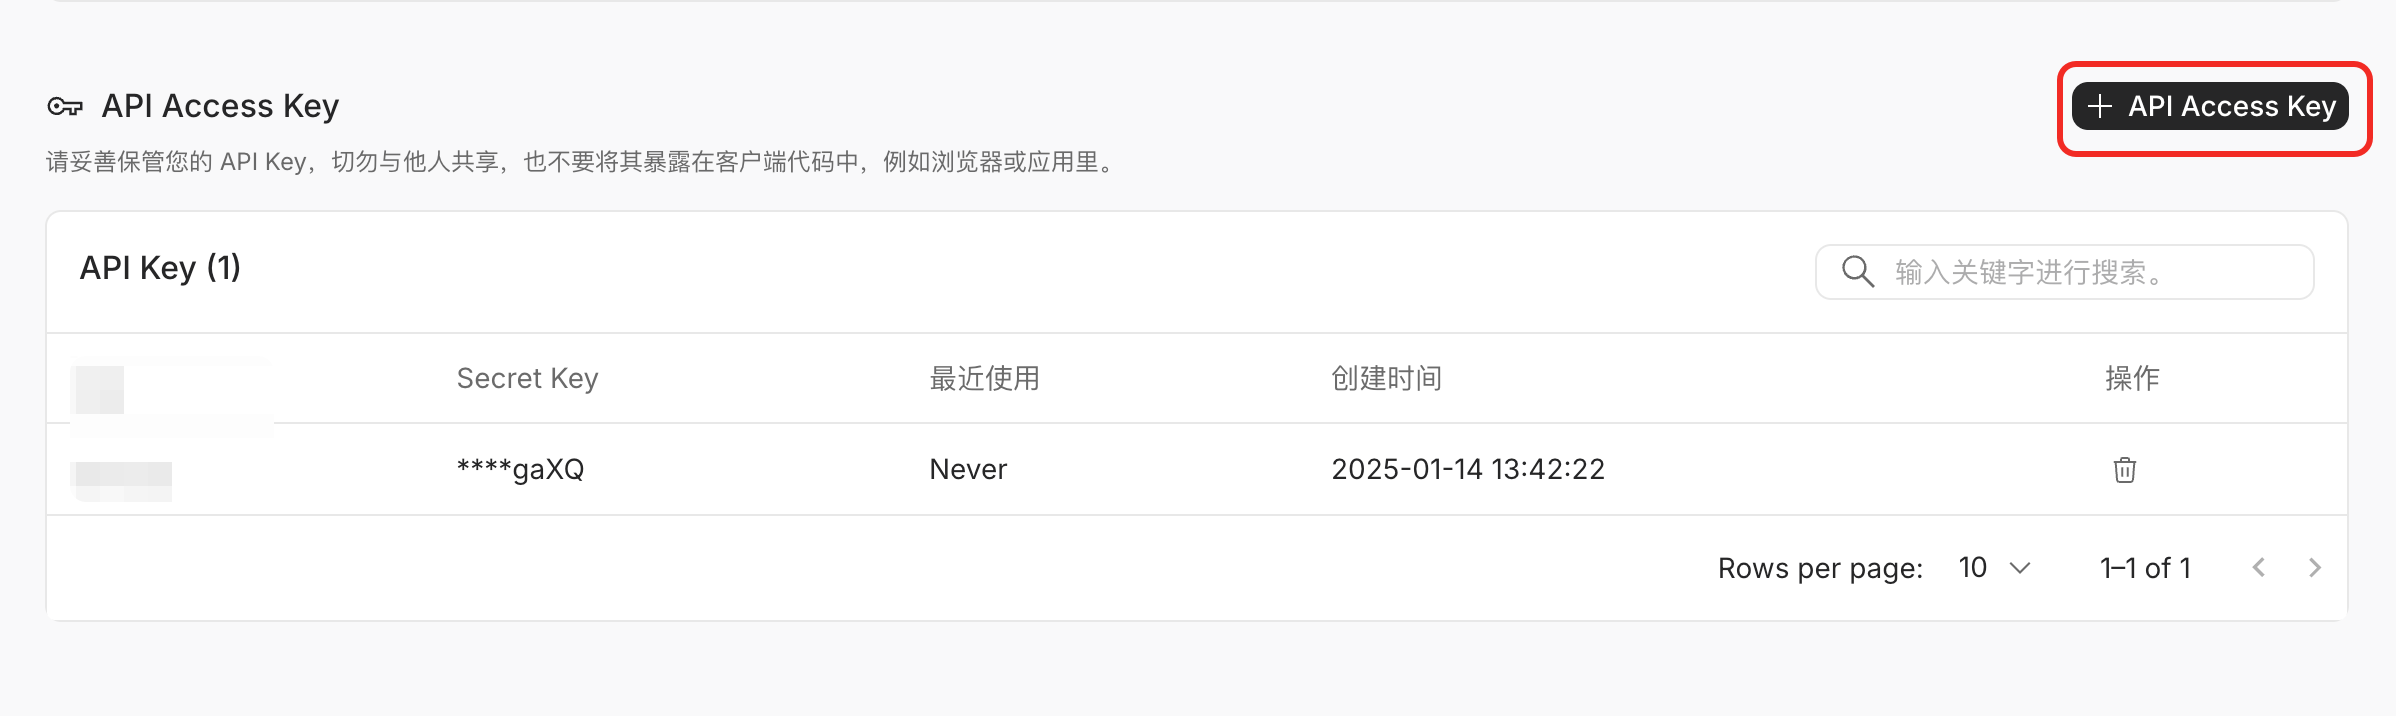 API Access Key
+ API Access Key
请妥善保管您的 API Key，切勿与他人共享，也不要将其暴露在客户端代码中，例如浏览器或应用里。
API Key (1)
输入关键字进行搜索。
Secret Key 最近使用 创建时间 操作
****gaXQ Never 2025-01-14 13:42:22
Rows per page: 10 1–1 of 1